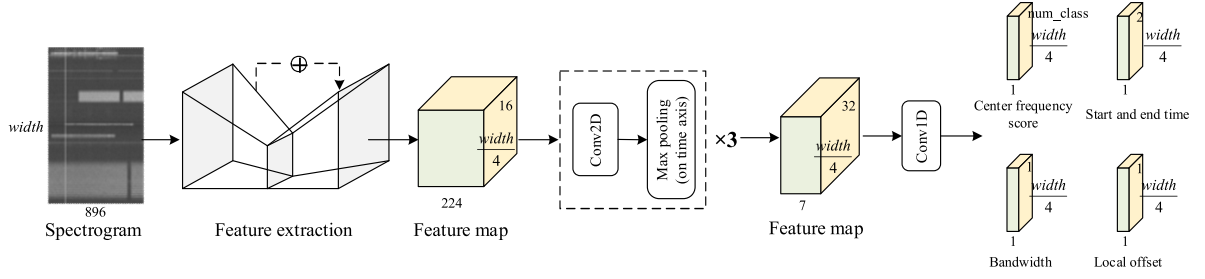 width
896
Spectrogram
Feature extraction
16
width
4
224
Feature map
Conv2D
Max pooling
(on time axis)
×3
32
width
4
7
Feature map
Conv1D
num_class
width
4
1
Center frequency
score
2
width
4
1
Start and end time
1
width
4
1
Bandwidth
1
width
4
1
Local offset